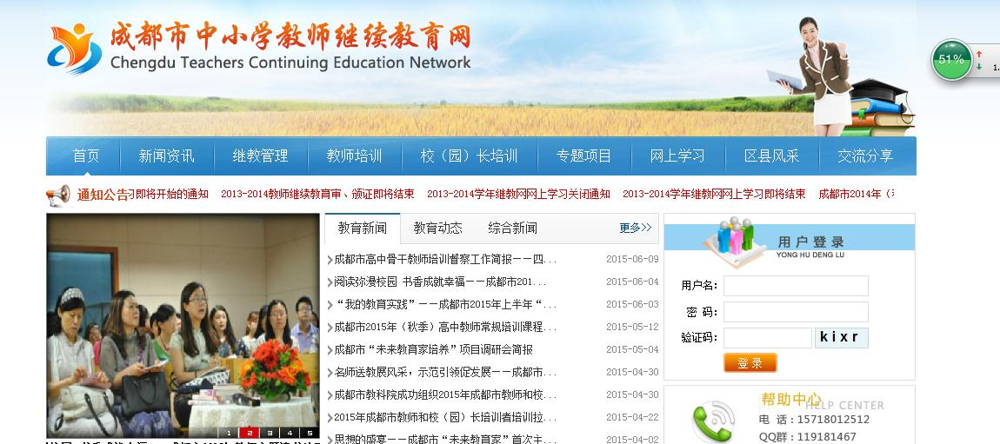 成都市中小学教师继续教育网
Chengdu Teachers Continuing Education Network
51%
1.
首页 新闻资讯 继教管理 教师培训 校（园）长培训 专题项目 网上学习 区县风采 交流分享
通知公告 习即将开始的通知 2013-2014教师继续教育审、颁证即将结束 2013-2014学年继教网网上学习关闭通知 2013-2014学年继教网网上学习即将结束 成都市2014年（
教育新闻 教育动态 综合新闻 更多>>
成都市高中骨干教师培训督察工作简报——四... 2015-06-09
阅读弥漫校园 书香成就幸福——成都市201... 2015-06-04
“我的教育实践”——成都市2015年上半年“... 2015-06-03
成都市2015年（秋季）高中教师常规培训课程... 2015-05-12
成都市“未来教育家培养”项目调研会简报 2015-05-04
名师送教展风采，示范引领促发展——成都市... 2015-04-30
成都市教科院成功组织2015年成都市教师和校... 2015-04-30
2015年成都市教师和校（园）长培训者培训拉... 2015-04-22
思想的盛宴——成都市“未来教育家”首次主... 2015-04-02
1 2 3 4 5
用户登录
YONG HU DENG LU
用户名：
密 码：
验证码： kixr
登 录
帮助中心
HELP CENTER
电 话：15718012512
QQ群：119181467